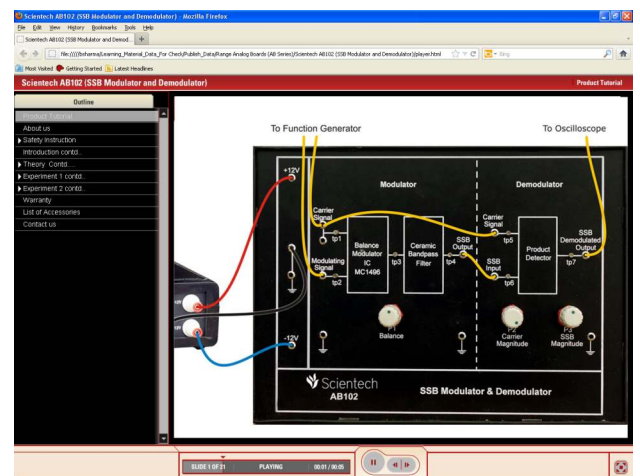 Scientech AB102 (SSB Modulator and Demodulator) - Mozilla Firefox
File Edit View History Bookmarks Tools Help
Scientech AB102 (SSB Modulator and Demod...
Most Visited Getting Started Latest Headlines
Scientech AB102 (SSB Modulator and Demodulator)
Product Tutorial
Outline
Product Tutorial
About us
Safety Instruction
Introduction contd..
Theory Contd.....
Experiment 1 contd..
Experiment 2 contd..
Warranty
List of Accessories
Contact us
To Function Generator
To Oscilloscope
+12V
Modulator
Demodulator
Carrier
Signal
tp1
Modulating
Signal
tp2
Balance
Modulator
IC
MC1496
tp3
Ceramic
Bandpass
Filter
SSB
Output
tp4
Carrier
Signal
tp5
SSB
Input
tp6
Product
Detector
SSB
Demodulated
Output
tp7
P1
Balance
P2
Carrier
Magnitude
P3
SSB
Magnitude
-12V
Scientech
AB102
SSB Modulator & Demodulator
SLIDE 1 OF 21
PLAYING
00:01 / 00:05